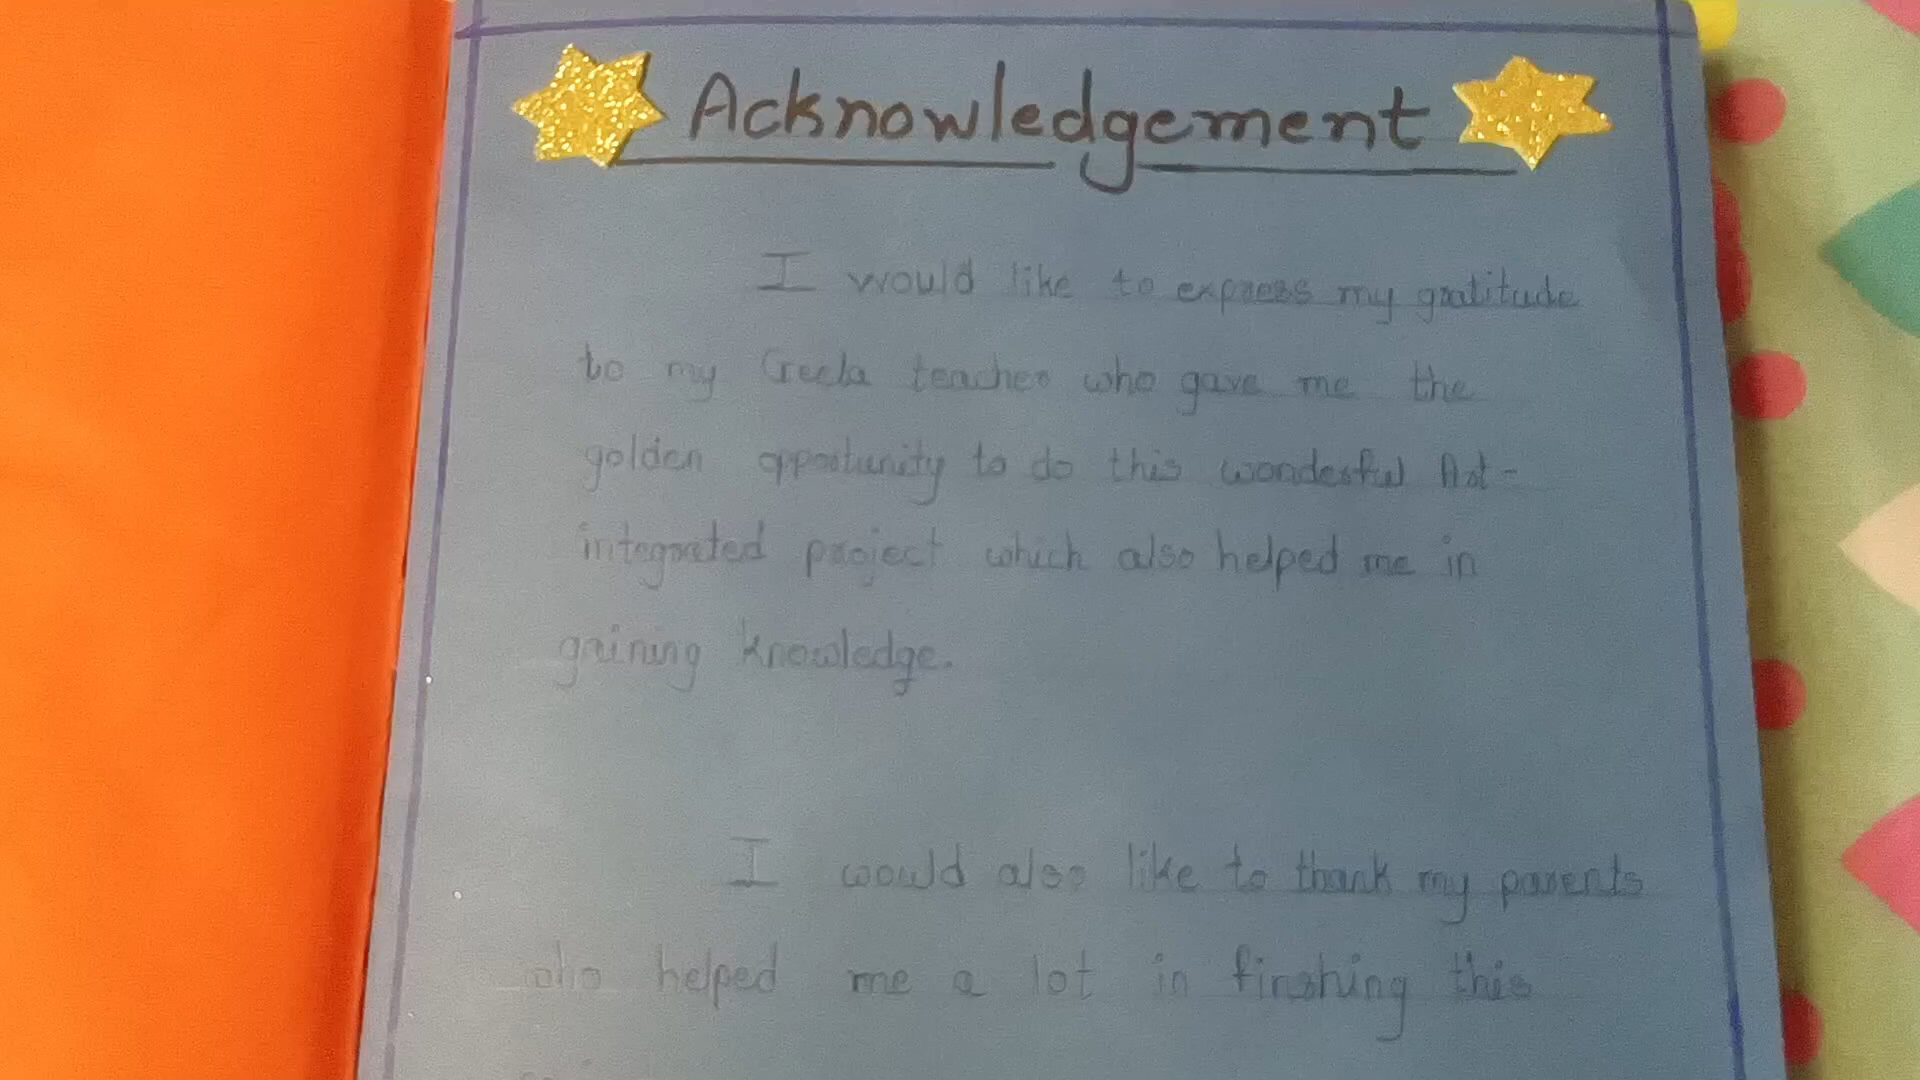 Acknowledgement
I would like to express my gratitude
to my Geeta teacher who gave me the
golden opportunity to do this wonderful Art-
integrated project which also helped me in
gaining knowledge.
I would also like to thank my parents
who helped me a lot in finshing this